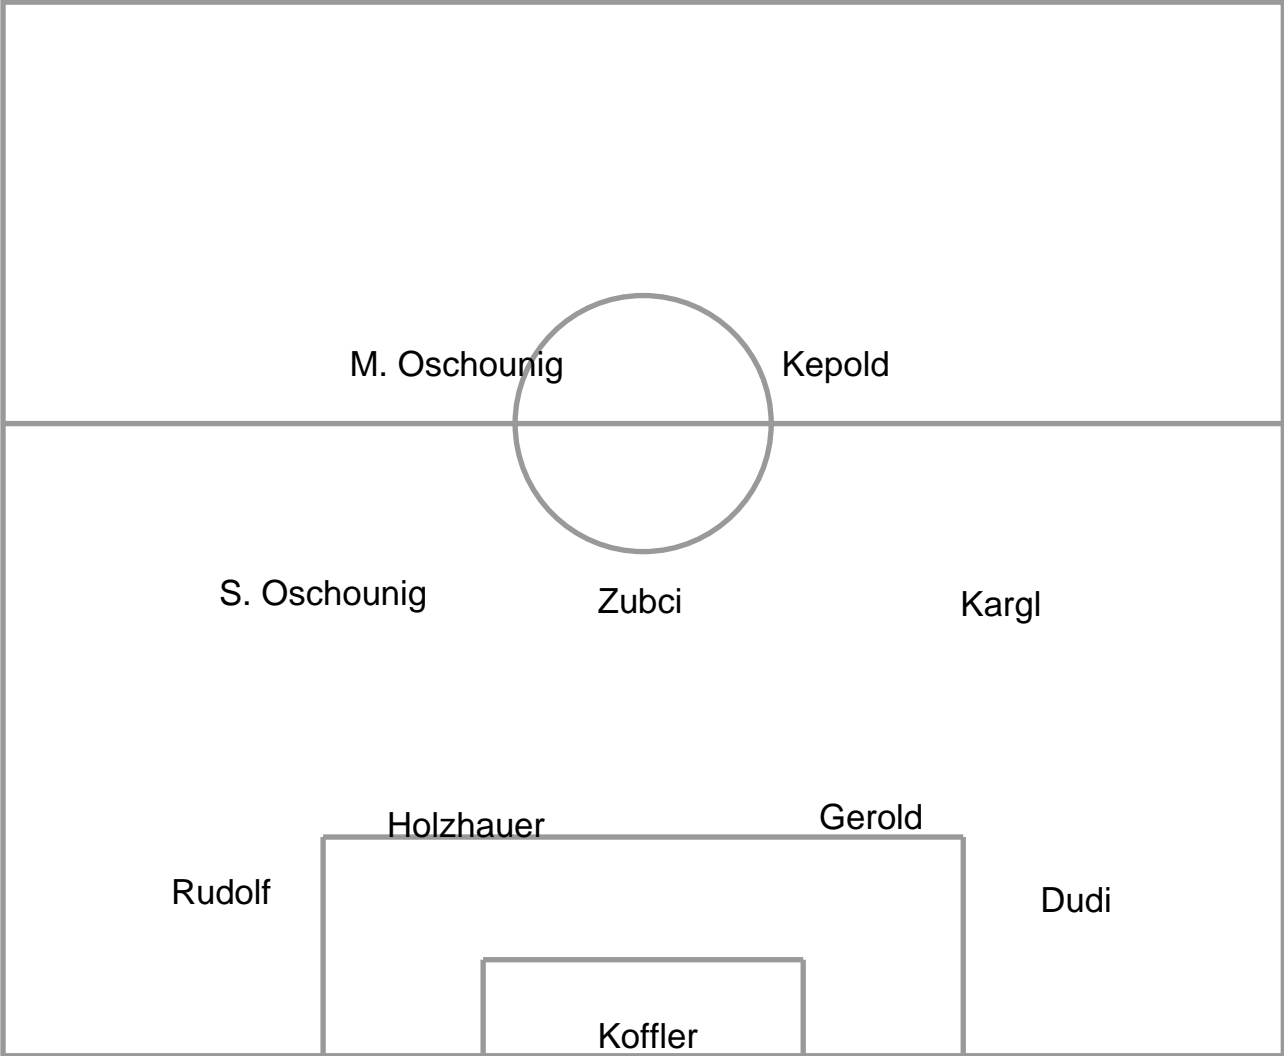 M. Oschounig Kepold
S. Oschounig Zubci Kargl
Holzhauer Gerold
Rudolf Dudi
Koffler